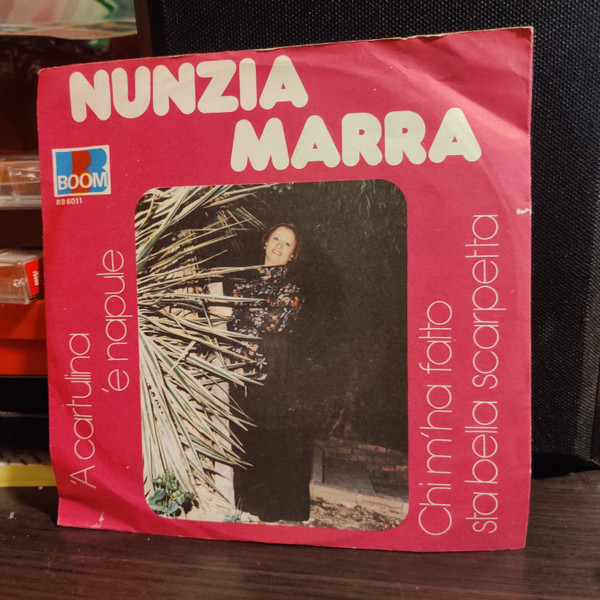 NUNZIA
MARRA
BOOM
RB 6011
'A cartulina
'e napule
Chi m'ha fatto
sta bella scarpetta